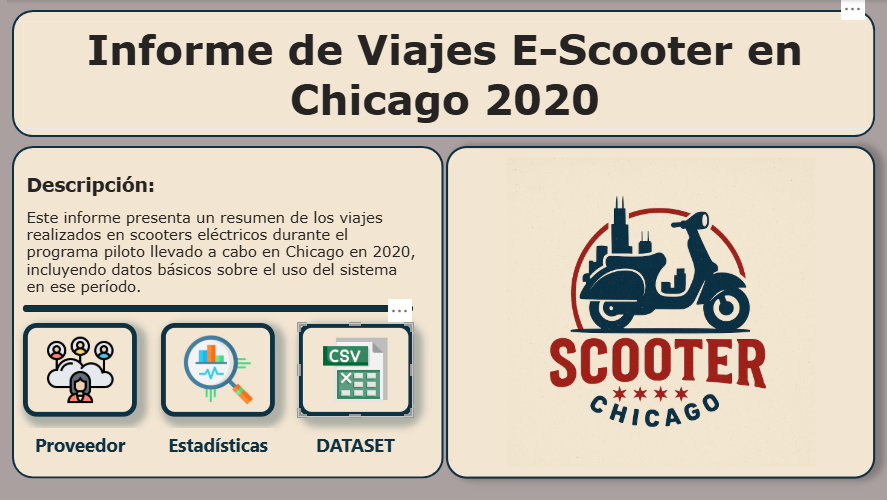 Informe de Viajes E-Scooter en
Chicago 2020
Descripción:
Este informe presenta un resumen de los viajes
realizados en scooters eléctricos durante el
programa piloto llevado a cabo en Chicago en 2020,
incluyendo datos básicos sobre el uso del sistema
en ese período.
CSV
Proveedor
Estadísticas
DATASET
SCOOTER
CHICAGO